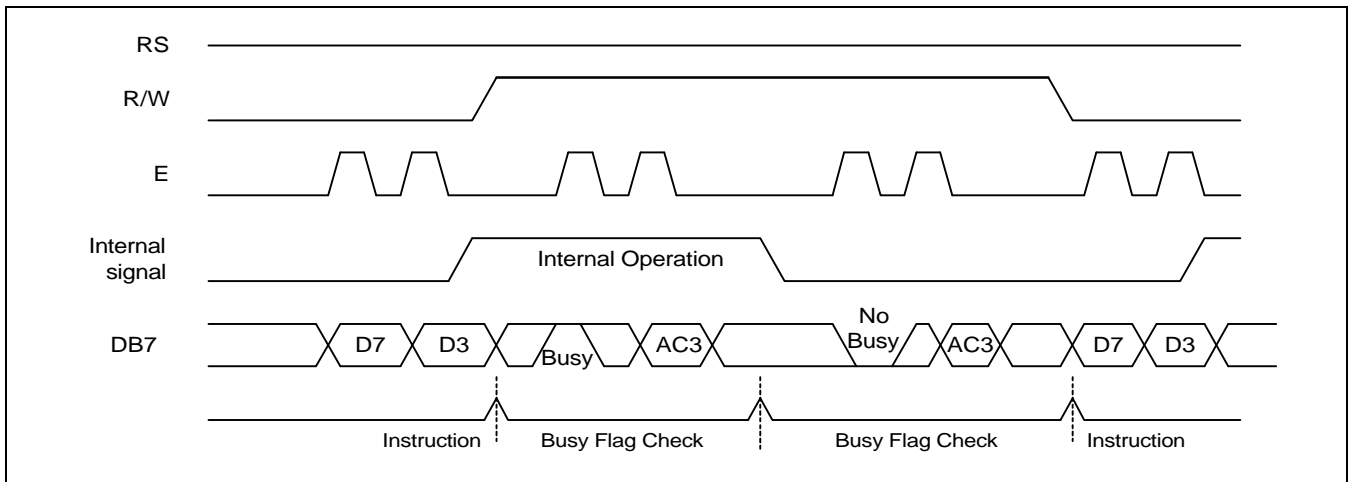 RS
R/W
E
Internal
signal
Internal Operation
DB7
D7
D3
Busy
AC3
No
Busy
AC3
D7
D3
Instruction
Busy Flag Check
Busy Flag Check
Instruction